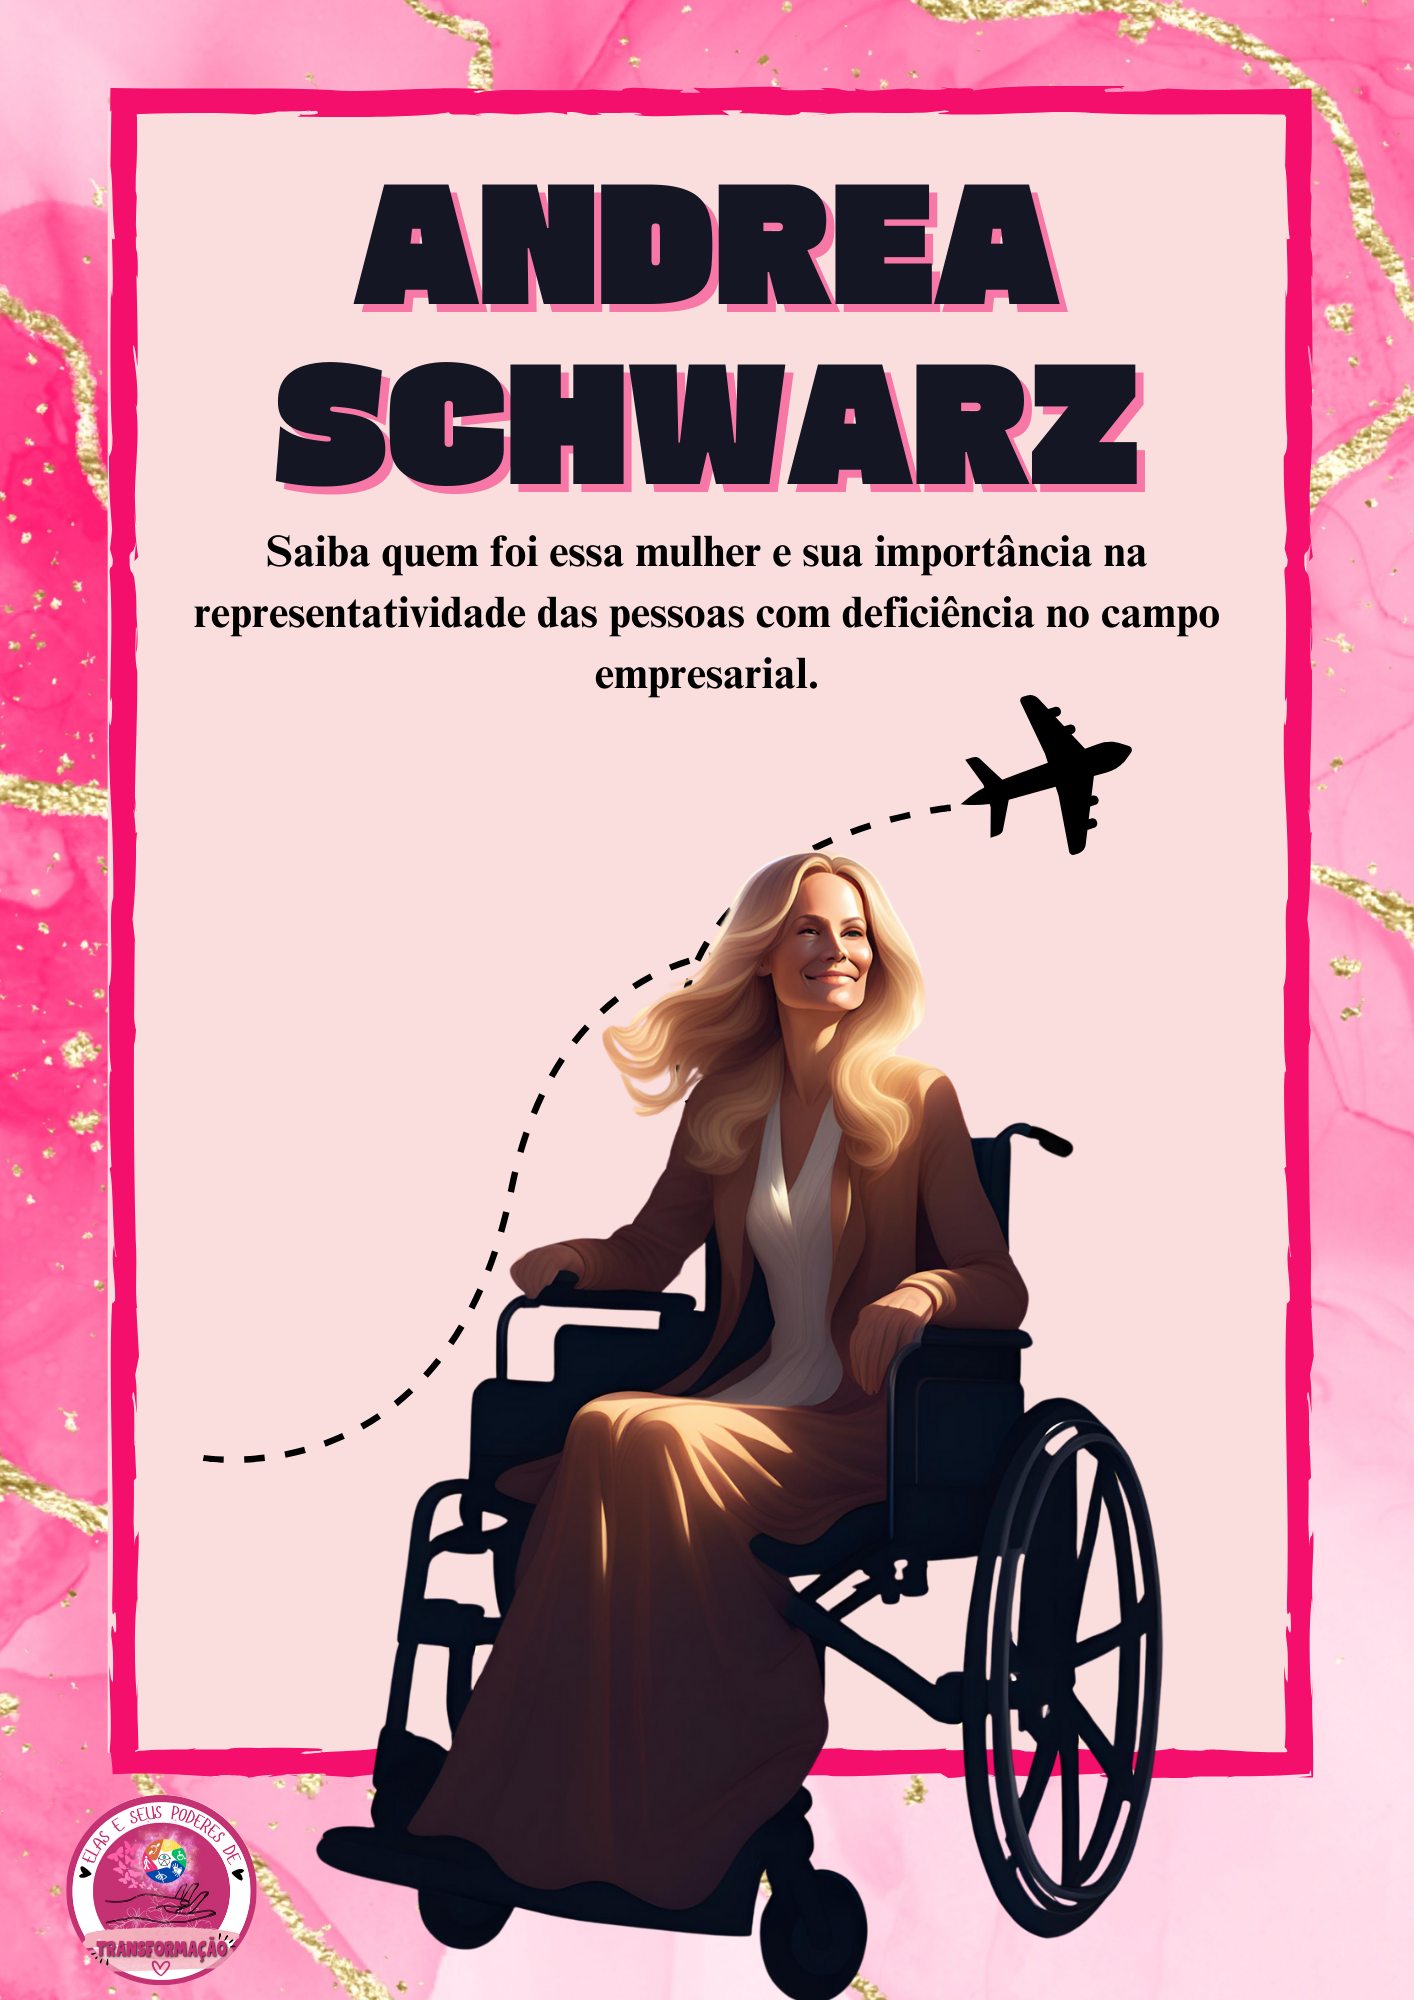 ANDREA
SCHWARZ
Saiba quem foi essa mulher e sua importância na
representatividade das pessoas com deficiência no campo
empresarial.
ELAS E SEUS PODERES DE
TRANSFORMAÇÃO